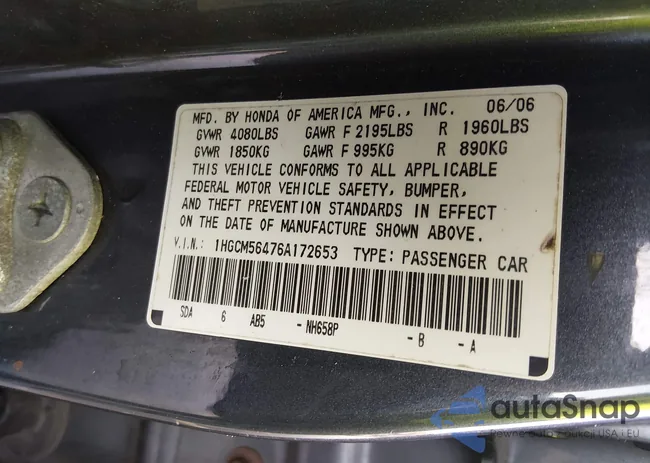 MFD. BY HONDA OF AMERICA MFG., INC. 06/06
GVWR 4080LBS GAWR F 2195LBS R 1960LBS
GVWR 1850KG GAWR F 995KG R 890KG
THIS VEHICLE CONFORMS TO ALL APPLICABLE
FEDERAL MOTOR VEHICLE SAFETY, BUMPER,
AND THEFT PREVENTION STANDARDS IN EFFECT
ON THE DATE OF MANUFACTURE SHOWN ABOVE.
V.I.N.: 1HGCM56476A172653 TYPE: PASSENGER CAR
SDA 6 AB5 -NH658P -B -A
autoSnap
USA i EU